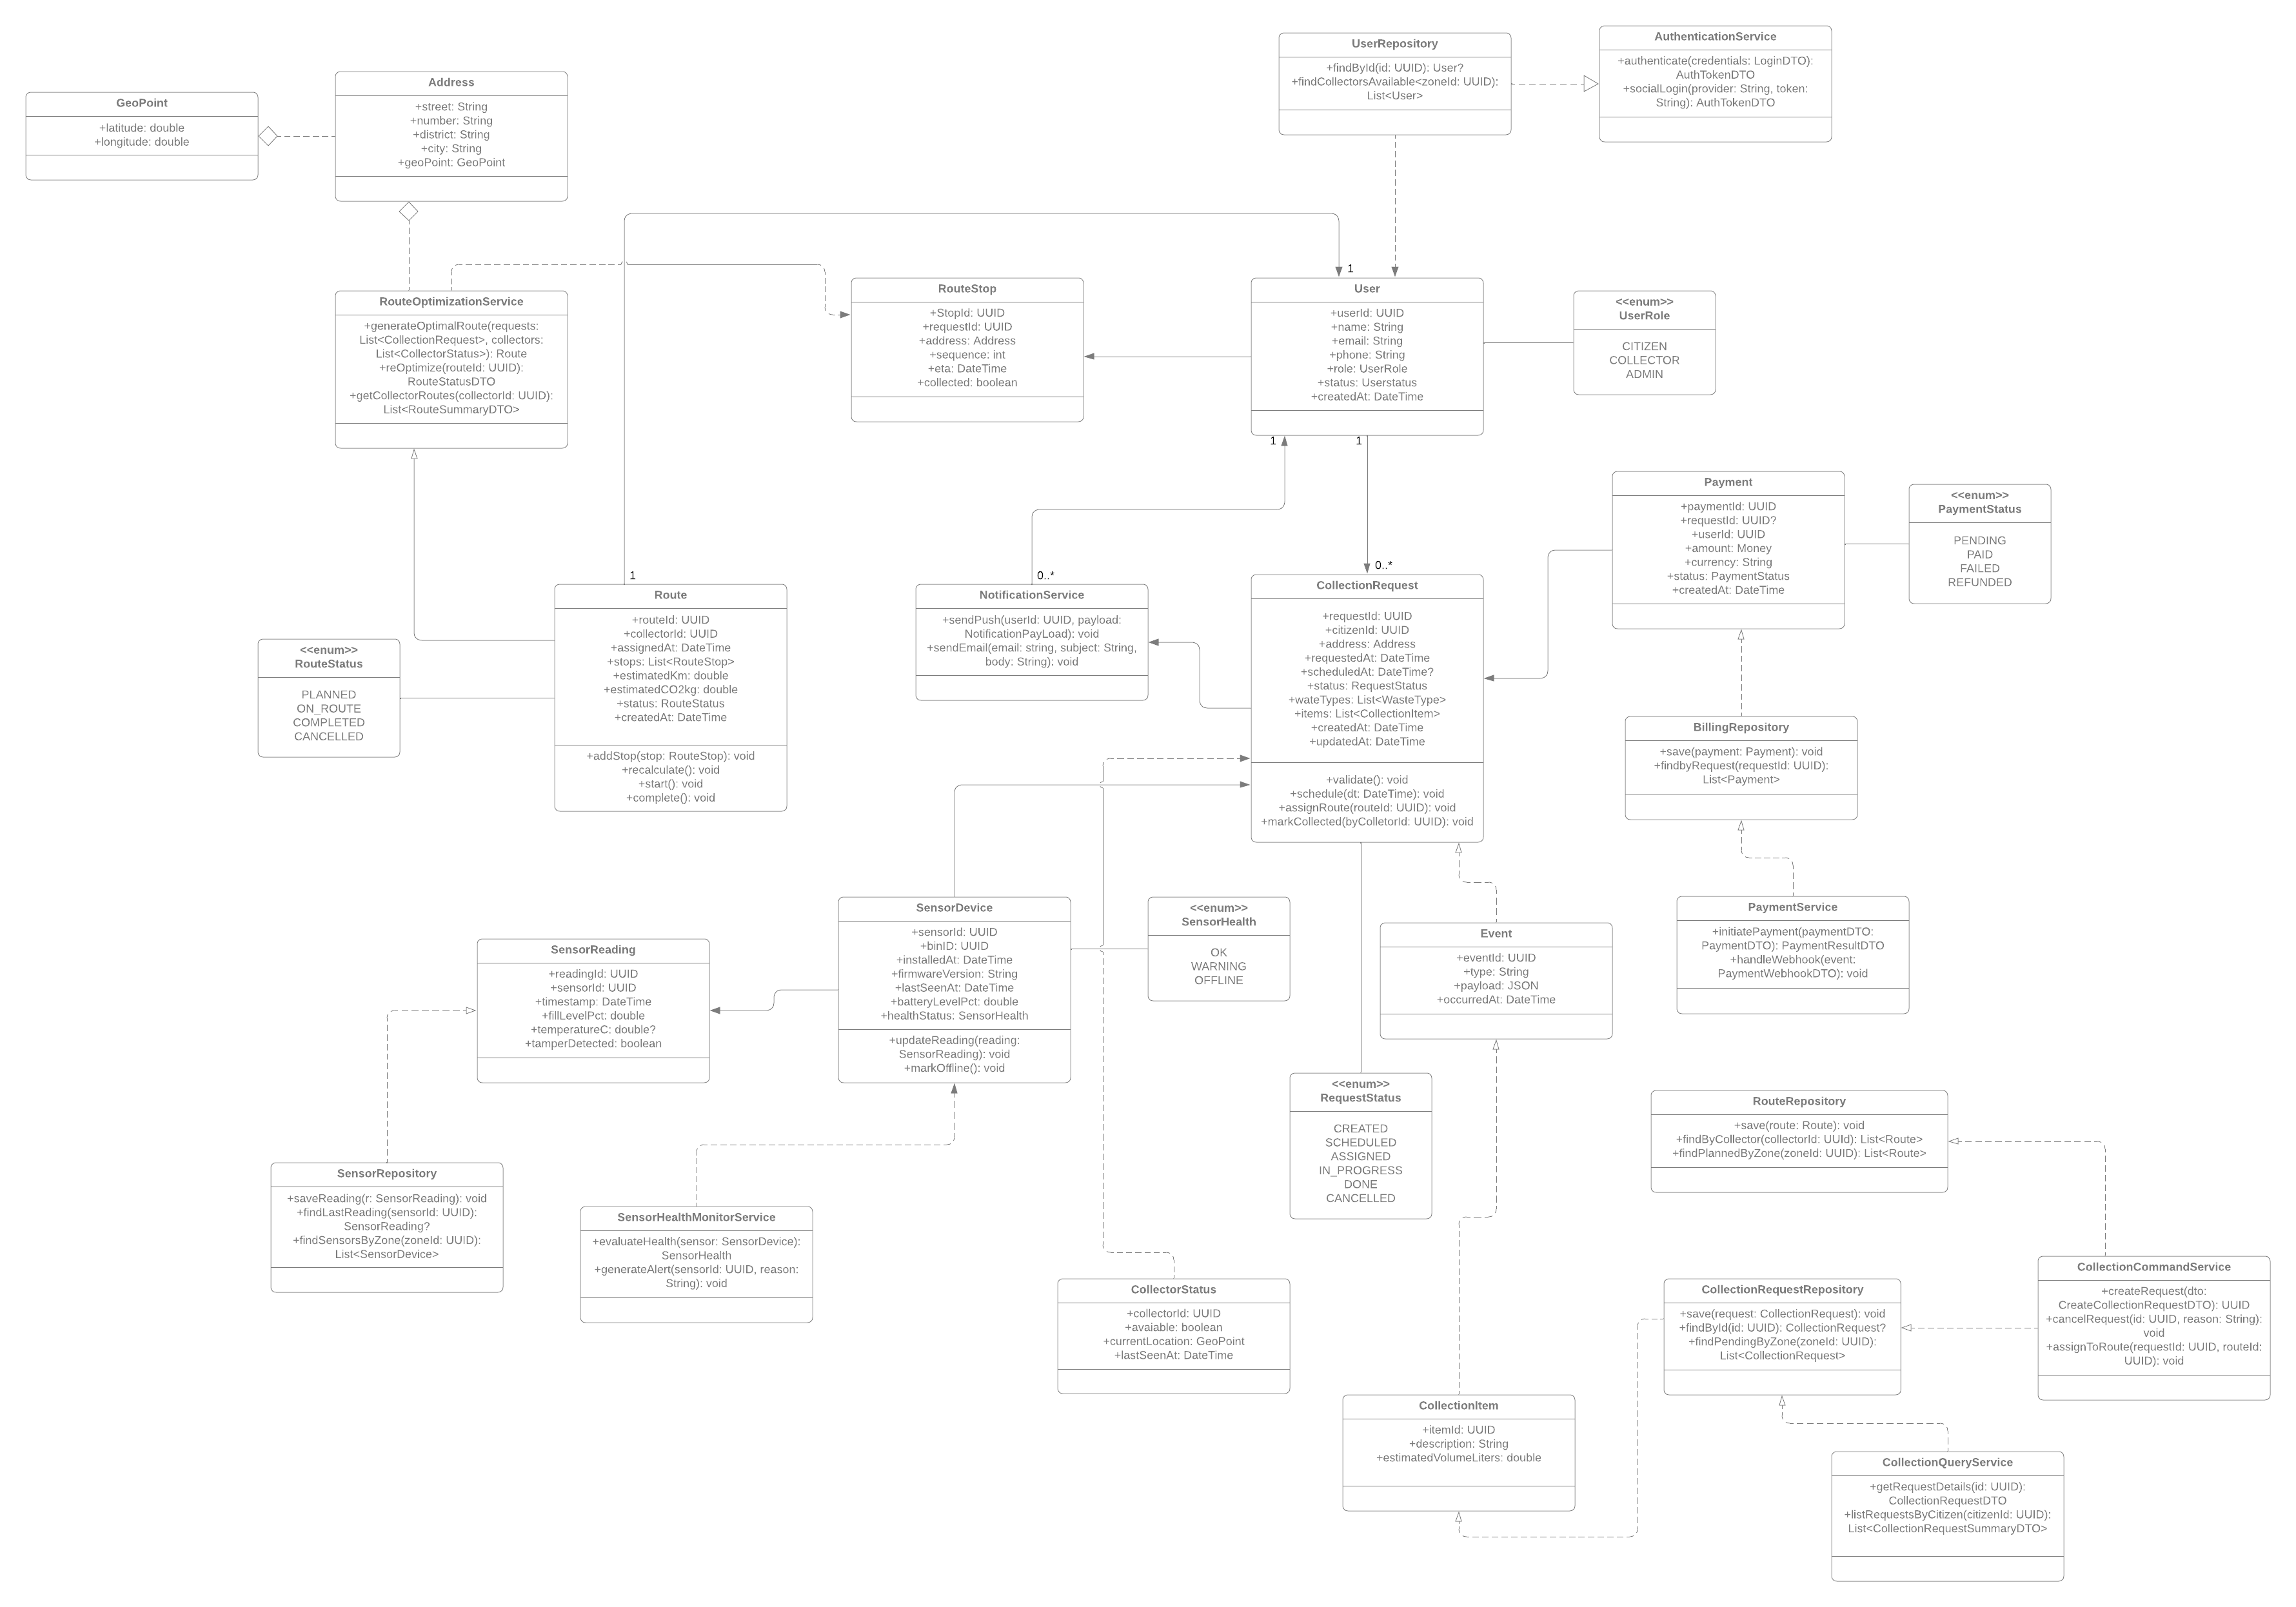 UserRepository
+findById(id: UUID); User?
+findCollectorsAvailable<zoneId: UUID):
List<User>
AuthenticationService
+authenticate(credentials: LoginDTO):
AuthTokenDTO
+socialLogin(provider: String, token:
String): AuthTokenDTO
Address
+street: String
+number: String
+district: String
+city: String
+geoPoint: GeoPoint
GeoPoint
+latitude: double
+longitude: double
1
RouteOptimizationService
+generateOptimalRoute(requests:
List<CollectionRequest>, collectors:
List<CollectorStatus>): Route
+reOptimize(routeId: UUID):
RouteStatusDTO
+getCollectorRoutes(collectorId: UUID):
List<RouteSummaryDTO>
RouteStop
+StopId: UUID
+requestId: UUID
+address: Address
+sequence: int
+eta: DateTime
+collected: boolean
User
+userId: UUID
+name: String
+email: String
+phone: String
+role: UserRole
+status: Userstatus
+createdAt: DateTime
<<enum>>
UserRole
CITIZEN
COLLECTOR
ADMIN
1
1
Payment
+paymentId: UUID
+requestId: UUID?
+userId: UUID
+amount: Money
+currency: String
+status: PaymentStatus
+createdAt: DateTime
<<enum>>
PaymentStatus
PENDING
PAID
FAILED
REFUNDED
1
0..*
0..*
Route
+routeId: UUID
+collectorId: UUID
+assignedAt: DateTime
+stops: List<RouteStop>
+estimatedKm: double
+estimatedCO2kg: double
+status: RouteStatus
+createdAt: DateTime
+addStop(stop: RouteStop): void
+recalculate(): void
+start(): void
+complete(): void
NotificationService
+sendPush(userId: UUID, payload:
NotificationPayLoad): void
+sendEmail(email: string, subject: String,
body: String): void
CollectionRequest
+requestId: UUID
+citizenId: UUID
+address: Address
+requestedAt: DateTime
+scheduledAt: DateTime?
+status: RequestStatus
+wateTypes: List<WasteType>
+items: List<CollectionItem>
+createdAt: DateTime
+updatedAt: DateTime
+validate(): void
+schedule(dt: DateTime): void
+assignRoute(routeId: UUID): void
+markCollected(byColletorId: UUID): void
<<enum>>
RouteStatus
PLANNED
ON_ROUTE
COMPLETED
CANCELLED
BillingRepository
+save(payment: Payment): void
+findbyRequest(requestId: UUID):
List<Payment>
SensorDevice
+sensorId: UUID
+binID: UUID
+installedAt: DateTime
+firmwareVersion: String
+lastSeenAt: DateTime
+batteryLevelPct: double
+healthStatus: SensorHealth
+updateReading(reading:
SensorReading): void
+markOffline(): void
<<enum>>
SensorHealth
OK
WARNING
OFFLINE
PaymentService
+initiatePayment(paymentDTO:
PaymentDTO): PaymentResultDTO
+handleWebhook(event:
PaymentWebhookDTO): void
Event
+eventId: UUID
+type: String
+payload: JSON
+occurredAt: DateTime
SensorReading
+readingId: UUID
+sensorId: UUID
+timestamp: DateTime
+fillLevelPct: double
+temperatureC: double?
+tamperDetected: boolean
<<enum>>
RequestStatus
CREATED
SCHEDULED
ASSIGNED
IN_PROGRESS
DONE
CANCELLED
RouteRepository
+save(route: Route): void
+findByCollector(collectorId: UUId): List<Route>
+findPlannedByZone(zoneId: UUID): List<Route>
SensorRepository
+saveReading(r: SensorReading): void
+findLastReading(sensorId: UUID):
SensorReading?
+findSensorsByZone(zoneId: UUID):
List<SensorDevice>
SensorHealthMonitorService
+evaluateHealth(sensor: SensorDevice):
SensorHealth
+generateAlert(sensorId: UUID, reason:
String): void
CollectorStatus
+collectorId: UUID
+avaiable: boolean
+currentLocation: GeoPoint
+lastSeenAt: DateTime
CollectionRequestRepository
+save(request: CollectionRequest): void
+findById(id: UUID): CollectionRequest?
+findPendingByZone(zoneId: UUID):
List<CollectionRequest>
CollectionCommandService
+createRequest(dto:
CreateCollectionRequestDTO): UUID
+cancelRequest(id: UUID, reason: String):
void
+assignToRoute(requestId: UUID, routeId:
UUID): void
CollectionItem
+itemId: UUID
+description: String
+estimatedVolumeLiters: double
CollectionQueryService
+getRequestDetails(id: UUID):
CollectionRequestDTO
+listRequestsByCitizen(citizenId: UUID):
List<CollectionRequestSummaryDTO>